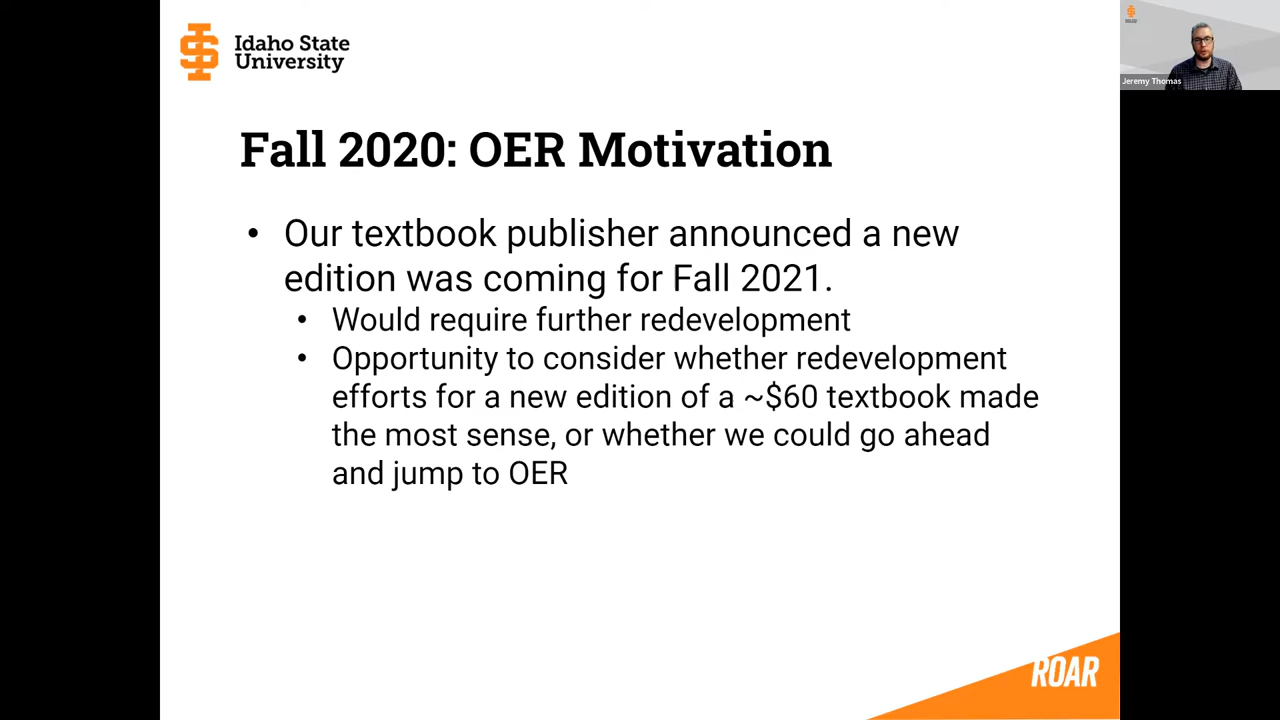 Idaho State
University
Jeremy Thomas
Fall 2020: OER Motivation
• Our textbook publisher announced a new
edition was coming for Fall 2021.
• Would require further redevelopment
• Opportunity to consider whether redevelopment
efforts for a new edition of a ~$60 textbook made
the most sense, or whether we could go ahead
and jump to OER
ROAR